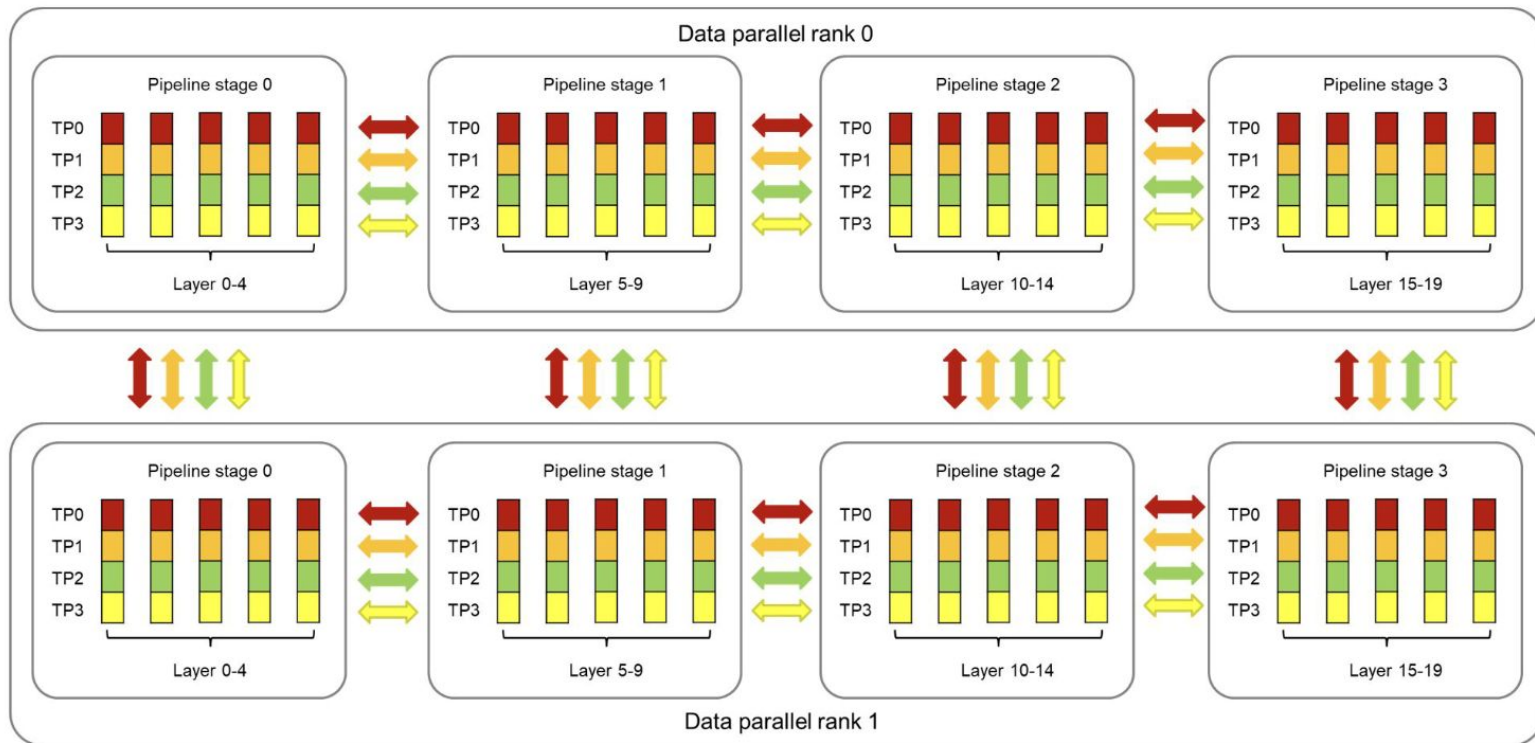 Data parallel rank 0
Pipeline stage 0
TP0
TP1
TP2
TP3
Layer 0-4
Pipeline stage 1
TP0
TP1
TP2
TP3
Layer 5-9
Pipeline stage 2
TP0
TP1
TP2
TP3
Layer 10-14
Pipeline stage 3
TP0
TP1
TP2
TP3
Layer 15-19
Pipeline stage 0
TP0
TP1
TP2
TP3
Layer 0-4
Pipeline stage 1
TP0
TP1
TP2
TP3
Layer 5-9
Pipeline stage 2
TP0
TP1
TP2
TP3
Layer 10-14
Pipeline stage 3
TP0
TP1
TP2
TP3
Layer 15-19
Data parallel rank 1